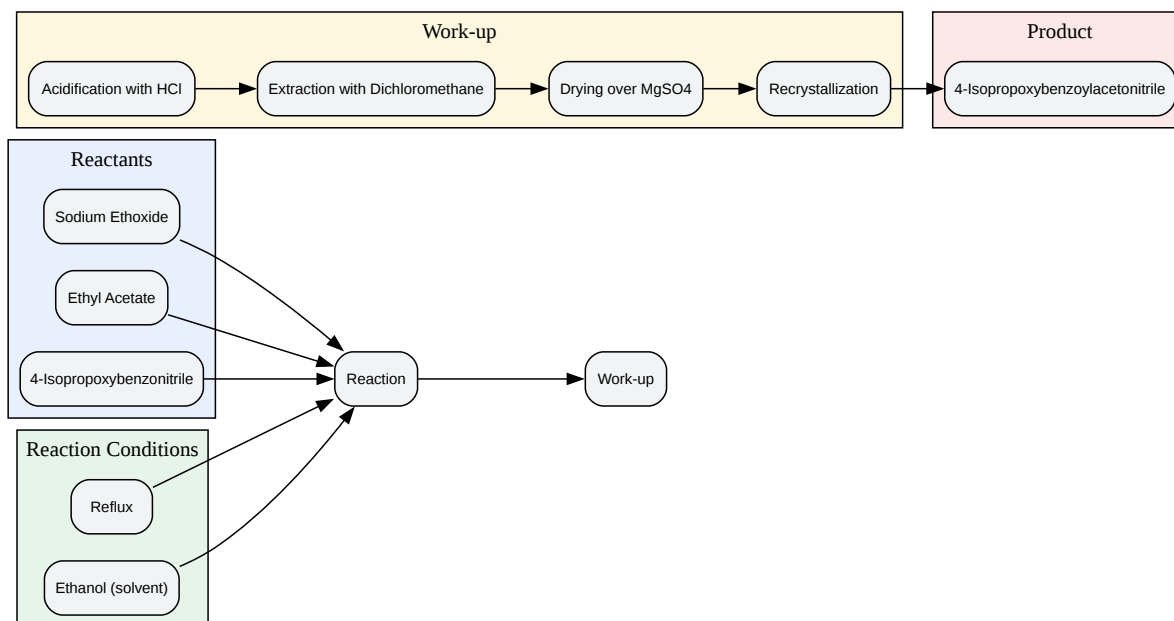 Work-up
Acidification with HCl
Extraction with Dichloromethane
Drying over MgSO4
Recrystallization
Product
4-Isopropoxybenzoylacetonitrile
Reactants
Sodium Ethoxide
Ethyl Acetate
4-Isopropoxybenzonitrile
Reaction
Work-up
Reaction Conditions
Reflux
Ethanol (solvent)